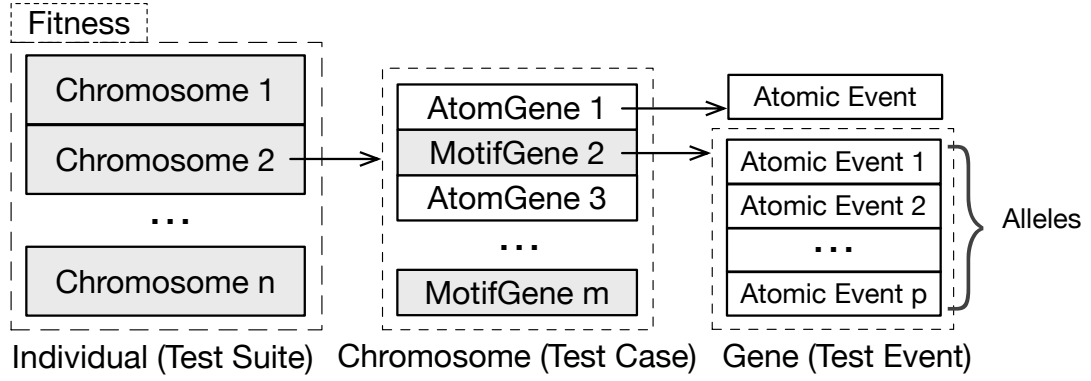 Fitness
Chromosome 1
Chromosome 2
...
Chromosome n
Individual (Test Suite)
AtomGene 1
MotifGene 2
AtomGene 3
...
MotifGene m
Chromosome (Test Case)
Atomic Event
Atomic Event 1
Atomic Event 2
...
Atomic Event p
Alleles
Gene (Test Event)